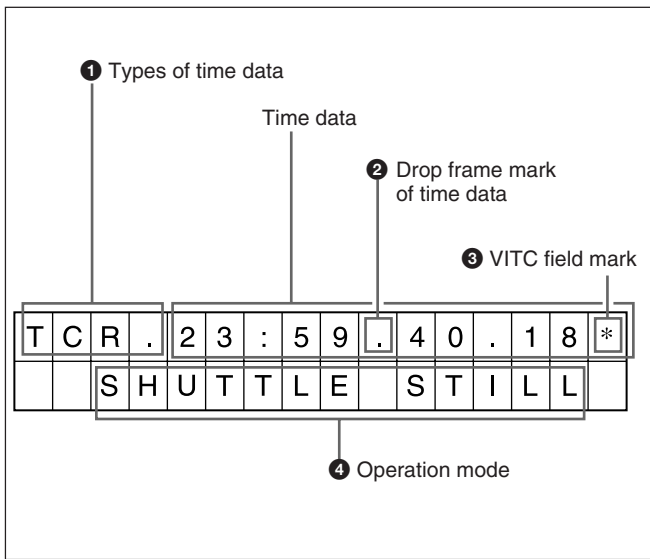 ❶ Types of time data
Time data
❷ Drop frame mark
of time data
❸ VITC field mark
TCR.23:59.40.18*
SHUTTLE STILL
❹ Operation mode